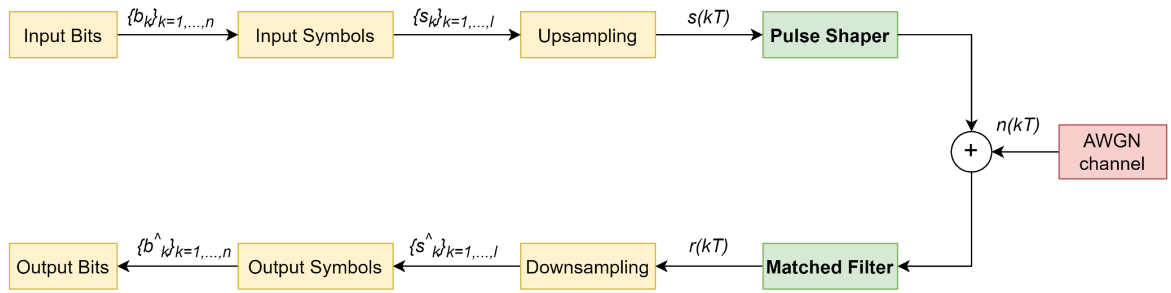 Input Bits
{b_k}_{k=1,...,n}
Input Symbols
{s_k}_{k=1,...,l}
Upsampling
s(kT)
Pulse Shaper
+
n(kT)
AWGN
channel
Output Bits
{b^_k}_{k=1,...,n}
Output Symbols
{s^_k}_{k=1,...,l}
Downsampling
r(kT)
Matched Filter